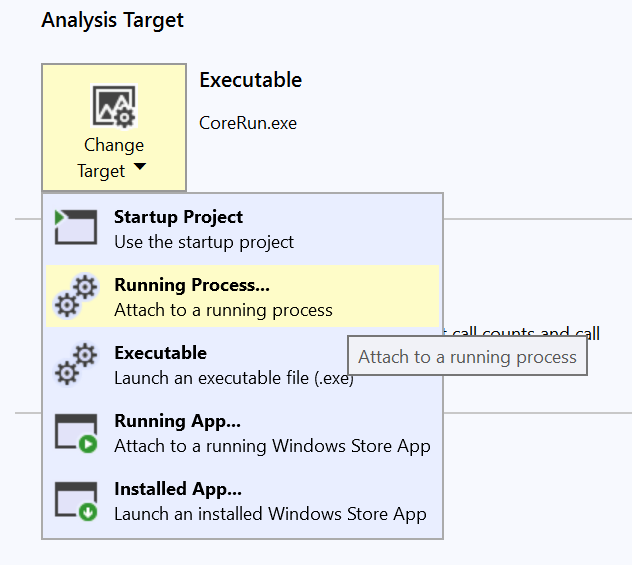 Analysis Target
Executable
CoreRun.exe
Change
Target
Startup Project
Use the startup project
Running Process...
Attach to a running process
call counts and call
Executable
Attach to a running process
Launch an executable file (.exe)
Running App...
Attach to a running Windows Store App
Installed App...
Launch an installed Windows Store App